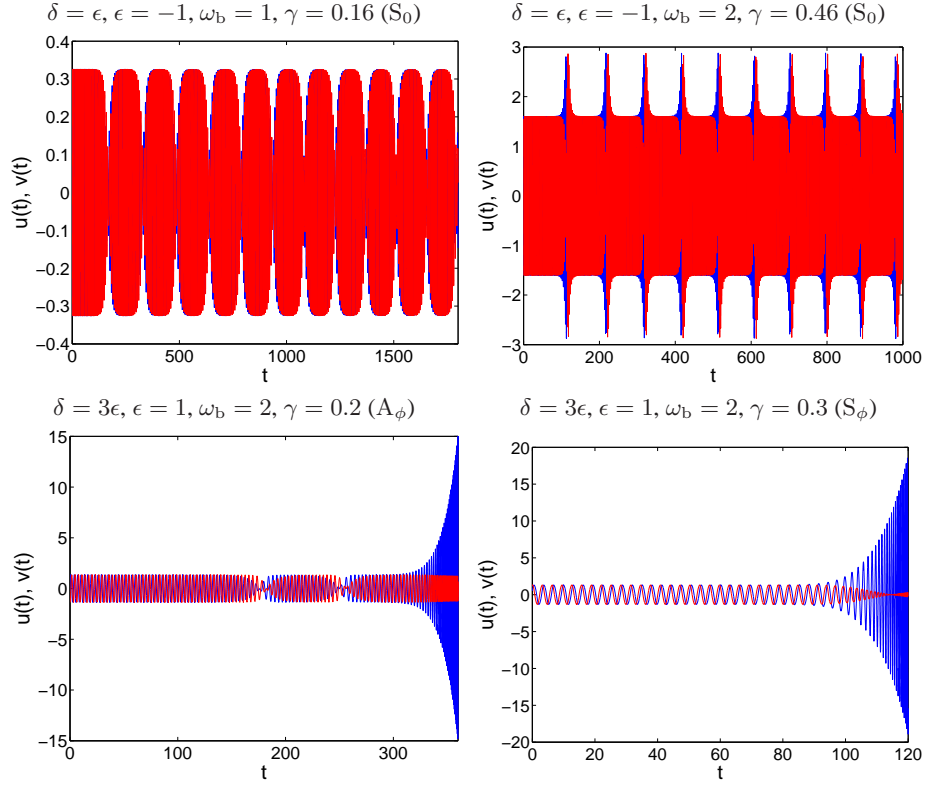 δ = ϵ, ϵ = −1, ω_b = 1, γ = 0.16 (S_0)
0.4
0.3
0.2
0.1
0
−0.1
−0.2
−0.3
−0.4
u(t), v(t)
0 500 1000 1500
t
δ = ϵ, ϵ = −1, ω_b = 2, γ = 0.46 (S_0)
3
2
1
0
−1
−2
−3
u(t), v(t)
0 200 400 600 800 1000
t
δ = 3ϵ, ϵ = 1, ω_b = 2, γ = 0.2 (A_ϕ)
15
10
5
0
−5
−10
−15
u(t), v(t)
0 100 200 300
t
δ = 3ϵ, ϵ = 1, ω_b = 2, γ = 0.3 (S_ϕ)
20
15
10
5
0
−5
−10
−15
−20
u(t), v(t)
0 20 40 60 80 100 120
t